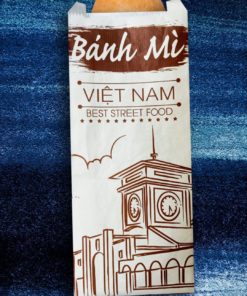 Bánh Mì
VIỆT NAM
BEST STREET FOOD